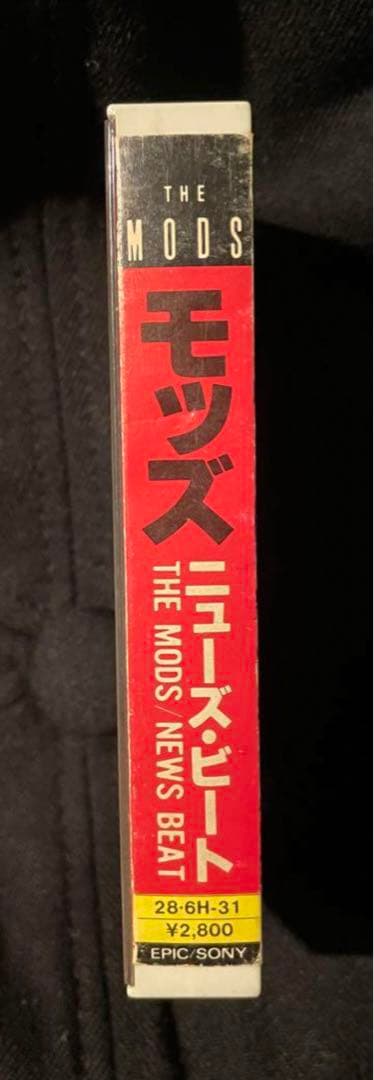 THE
MODS
モッズ
ニューズ・ビート
THE MODS/NEWS BEAT
28・6H-31
¥2,800
EPIC/SONY